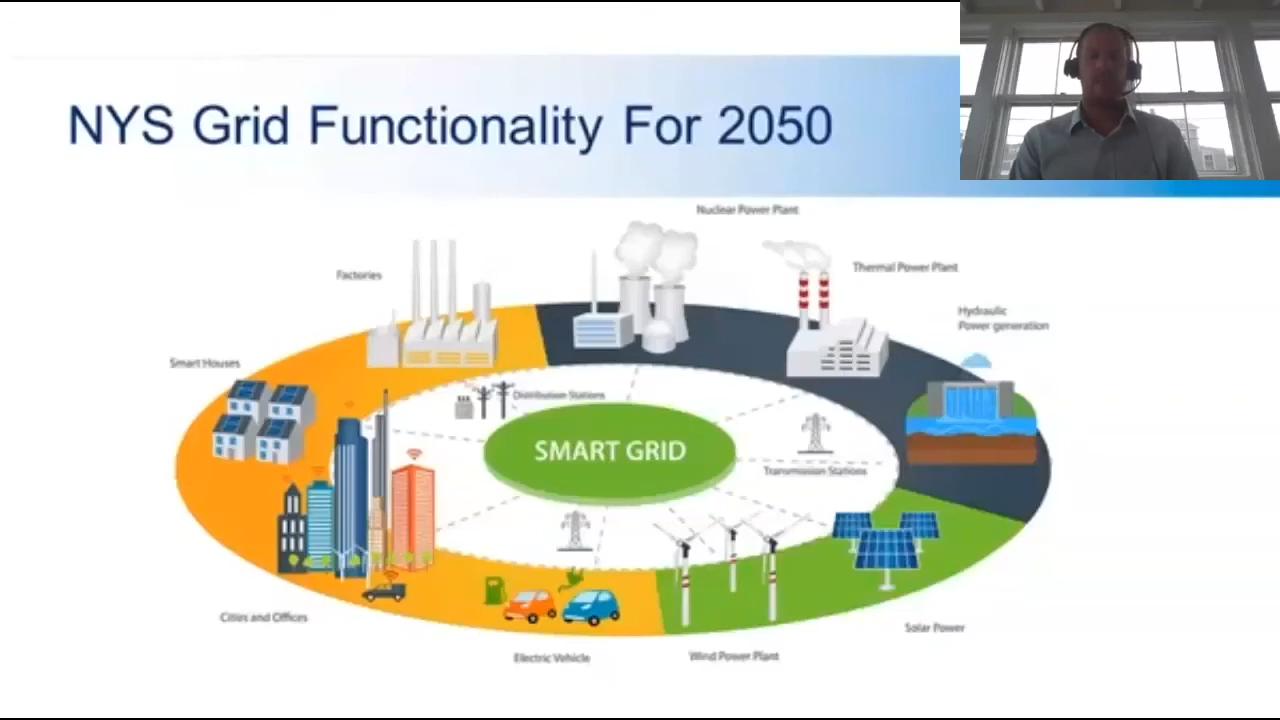 NYS Grid Functionality For 2050
Nuclear Power Plant
Factories
Thermal Power Plant
Hydraulic
Power generation
Smart Houses
Distribution Stations
SMART GRID
Transmission Stations
Cities and Offices
Solar Power
Electric Vehicle
Wind Power Plant